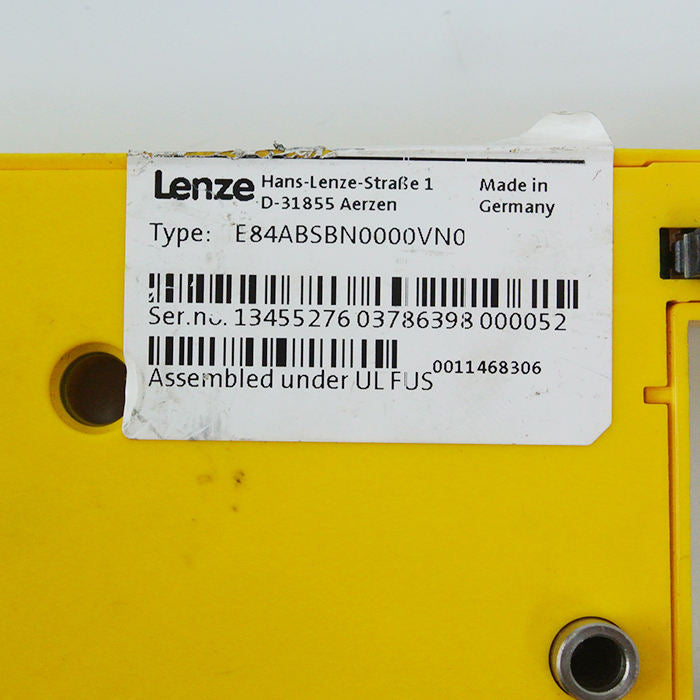 Lenze Hans-Lenze-Straße 1 Made in
D-31855 Aerzen Germany
Type: E84ABSBN0000VN0
Ser.no. 13455276 03786398 000052
0011468306
Assembled under UL FUS